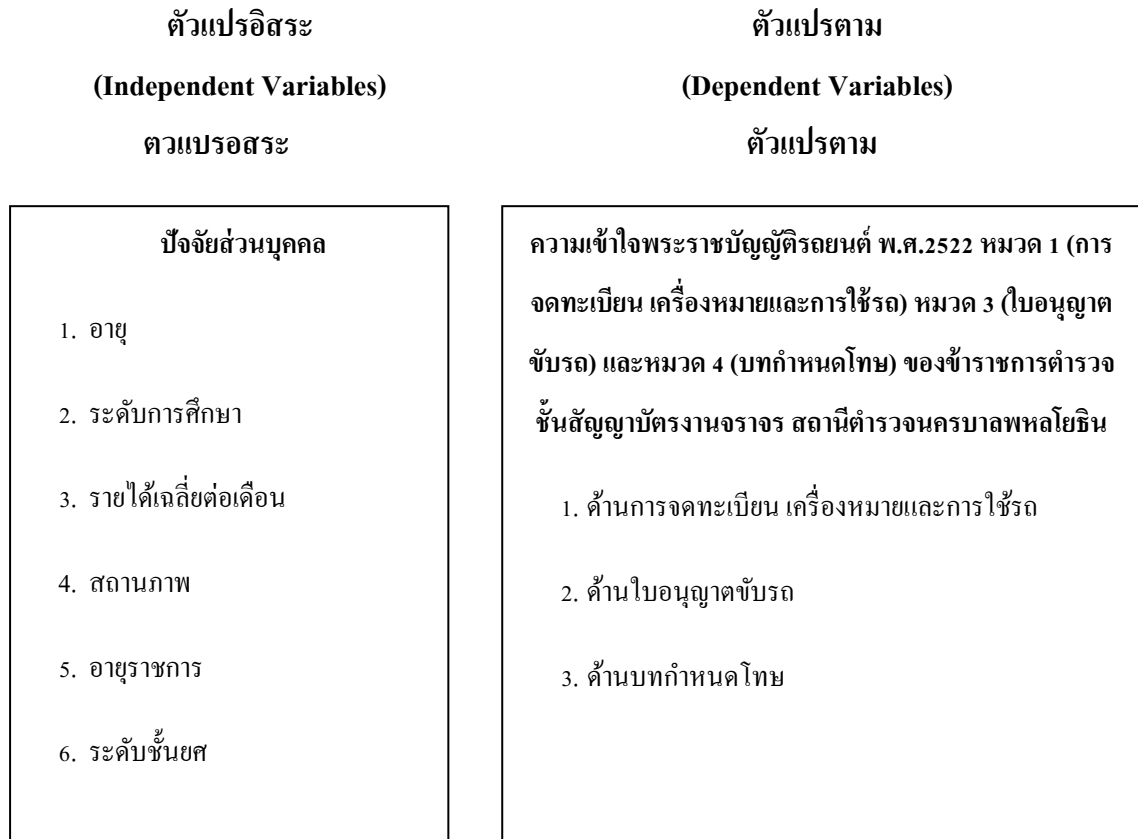 ตัวแปรอิสระ
(Independent Variables)
ตวแปรอสระ
ตัวแปรตาม
(Dependent Variables)
ตัวแปรตาม
ปัจจัยส่วนบุคคล
1. อายุ
2. ระดับการศึกษา
3. รายได้เฉลี่ยต่อเดือน
4. สถานภาพ
5. อายุราชการ
6. ระดับชั้นยศ
ความเข้าใจพระราชบัญญัติรถยนต์ พ.ศ.2522 หมวด 1 (การ
จดทะเบียน เครื่องหมายและการใช้รถ) หมวด 3 (ใบอนุญาต
ขับรถ) และหมวด 4 (บทกำหนดโทษ) ของข้าราชการตำรวจ
ชั้นสัญญาบัตรงานจราจร สถานีตำรวจนครบาลพหลโยธิน
1. ด้านการจดทะเบียน เครื่องหมายและการใช้รถ
2. ด้านใบอนุญาตขับรถ
3. ด้านบทกำหนดโทษ